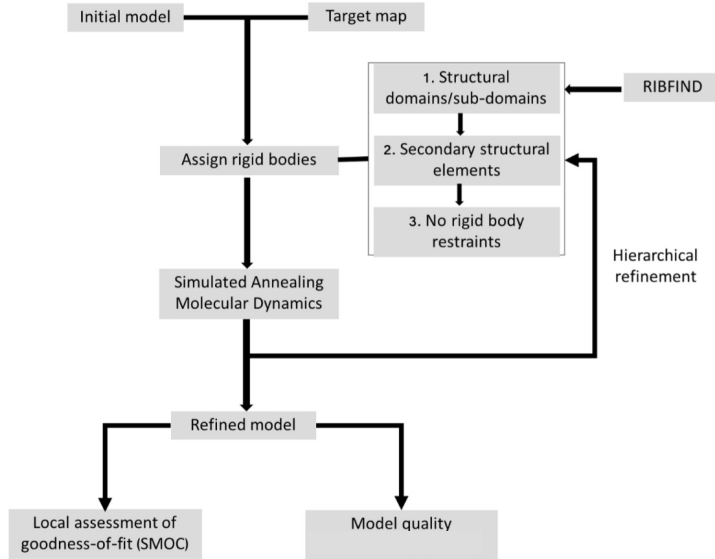 Initial model
Target map
1. Structural
domains/sub-domains
RIBFIND
Assign rigid bodies
2. Secondary structural
elements
3. No rigid body
restraints
Hierarchical
refinement
Simulated Annealing
Molecular Dynamics
Refined model
Local assessment of
goodness-of-fit (SMOC)
Model quality